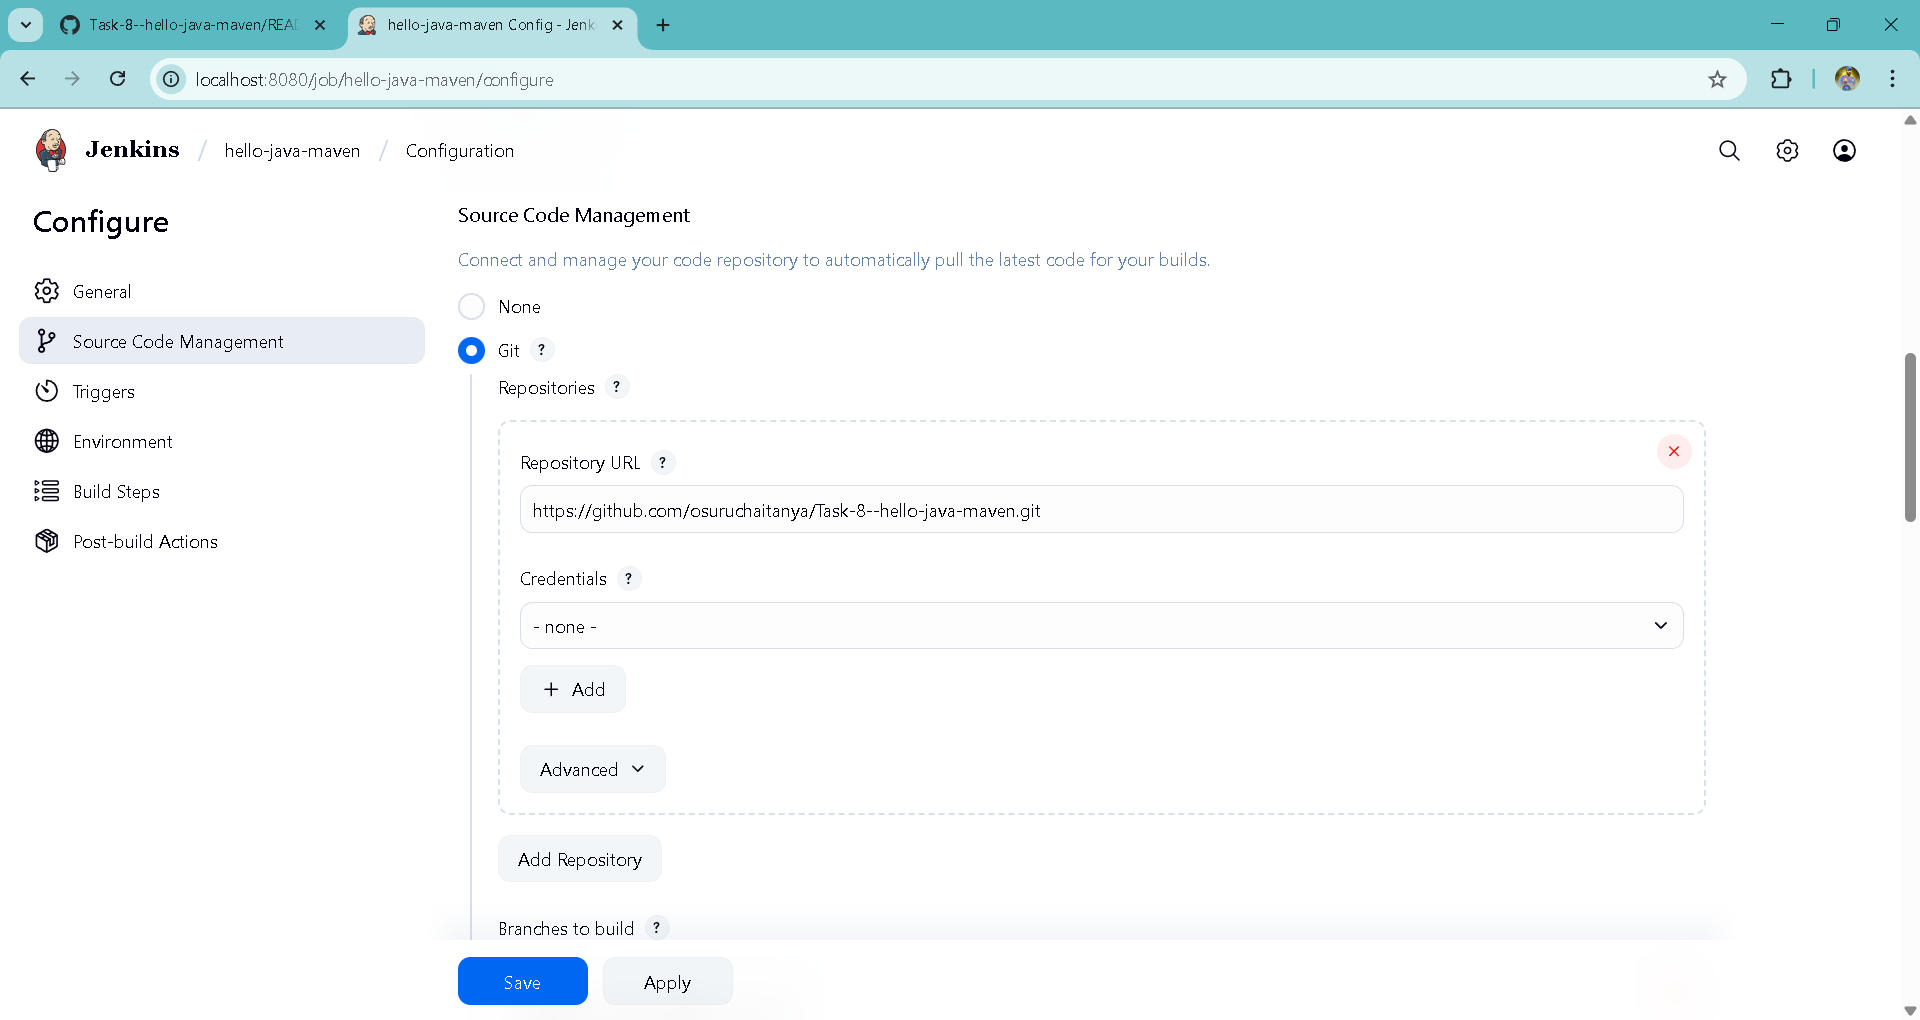 Task-8--hello-java-maven/REA
hello-java-maven Config - Jenk
localhost:8080/job/hello-java-maven/configure
Jenkins / hello-java-maven / Configuration
Configure
General
Source Code Management
Triggers
Environment
Build Steps
Post-build Actions
Source Code Management
Connect and manage your code repository to automatically pull the latest code for your builds.
None
Git ?
Repositories ?
Repository URL ?
https://github.com/osuruchaitanya/Task-8--hello-java-maven.git
Credentials ?
- none -
+ Add
Advanced
Add Repository
Branches to build ?
Save
Apply